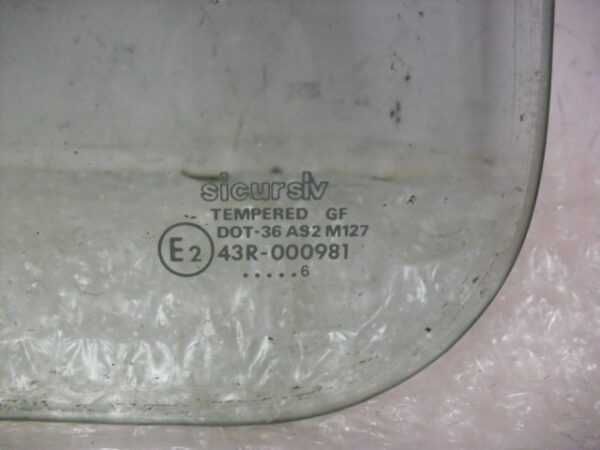 sicursiv
TEMPERED GF
DOT-36 AS2 M127
E2 43R-000981
.....6